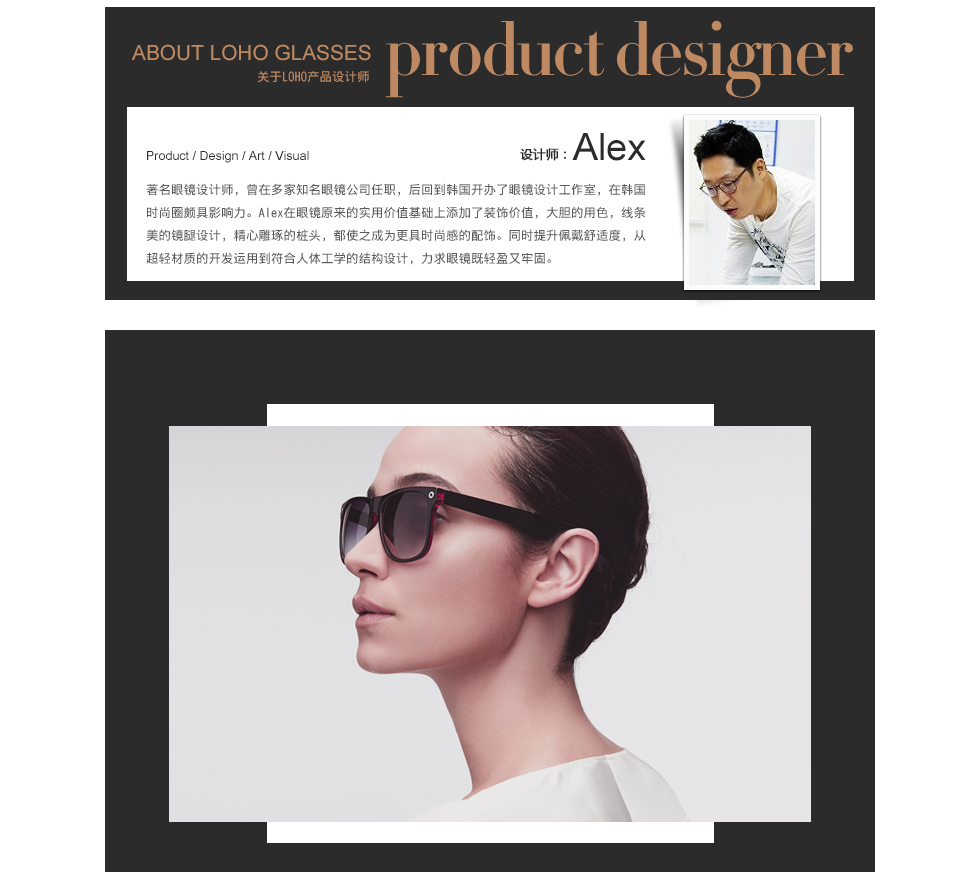 ABOUT LOHO GLASSES
product designer
关于LOHO产品设计师
Product / Design / Art / Visual
设计师：Alex
著名眼镜设计师，曾在多家知名眼镜公司任职，后回到韩国开办了眼镜设计工作室，在韩国
时尚圈颇具影响力。Alex在眼镜原来的实用价值基础上添加了装饰价值，大胆的用色，线条
美的镜腿设计，精心雕琢的桩头，都使之成为更具时尚感的配饰。同时提升佩戴舒适度，从
超轻材质的开发运用到符合人体工学的结构设计，力求眼镜既轻盈又牢固。